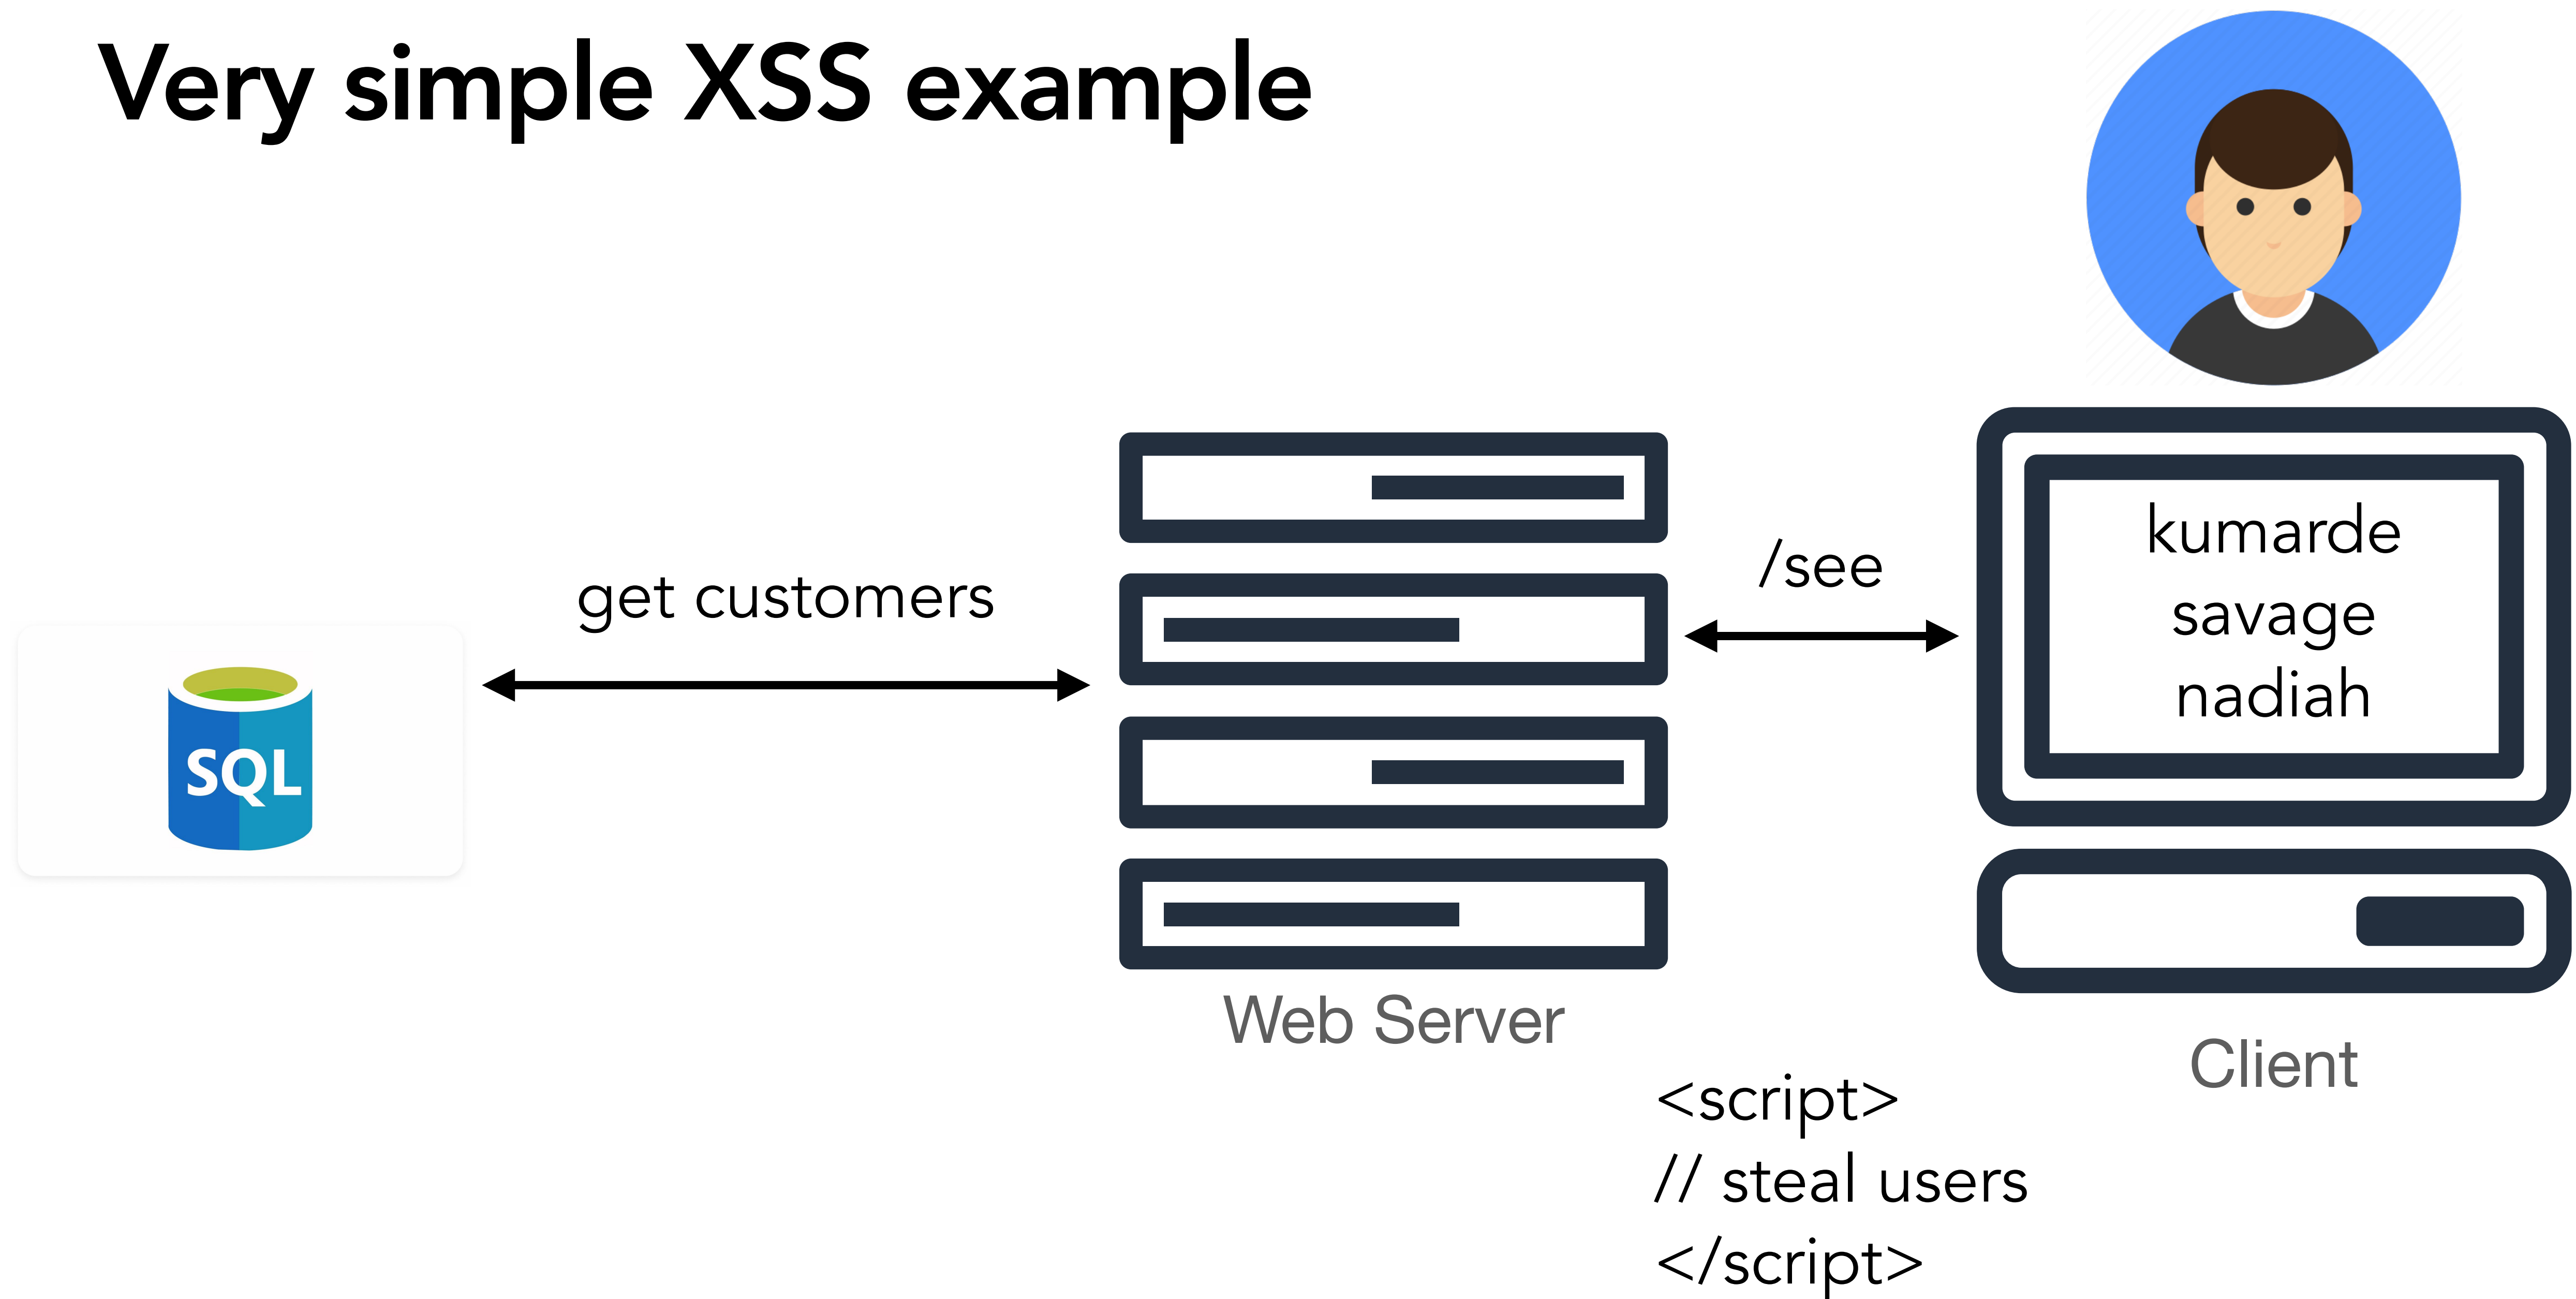 Very simple XSS example
get customers
SQL
/see
kumarde
savage
nadiah
Web Server
Client
<script>
// steal users
</script>